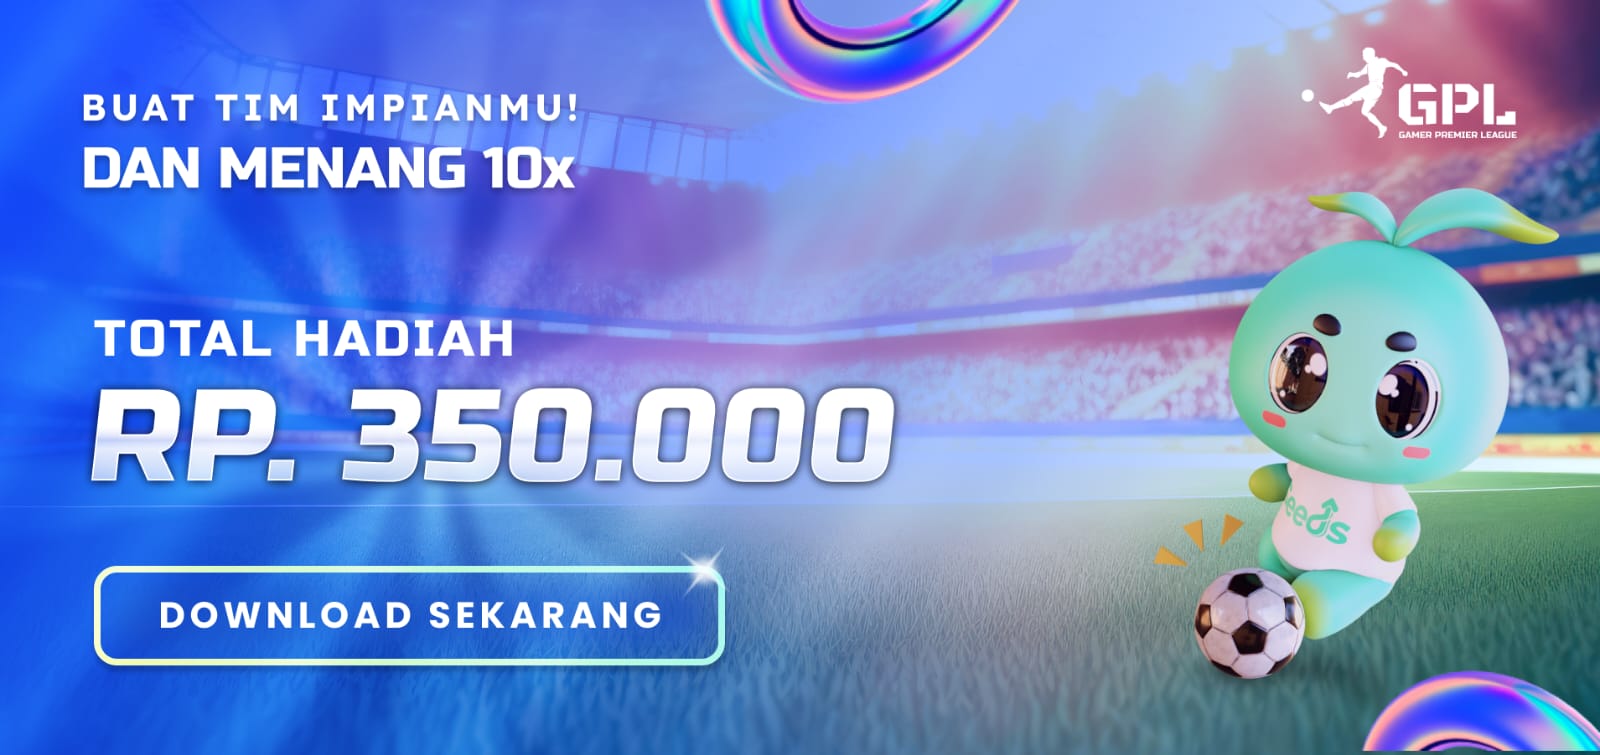 BUAT TIM IMPIANMU!
DAN MENANG 10x
GPL
GAMER PREMIER LEAGUE
TOTAL HADIAH
RP. 350.000
eeds
DOWNLOAD SEKARANG